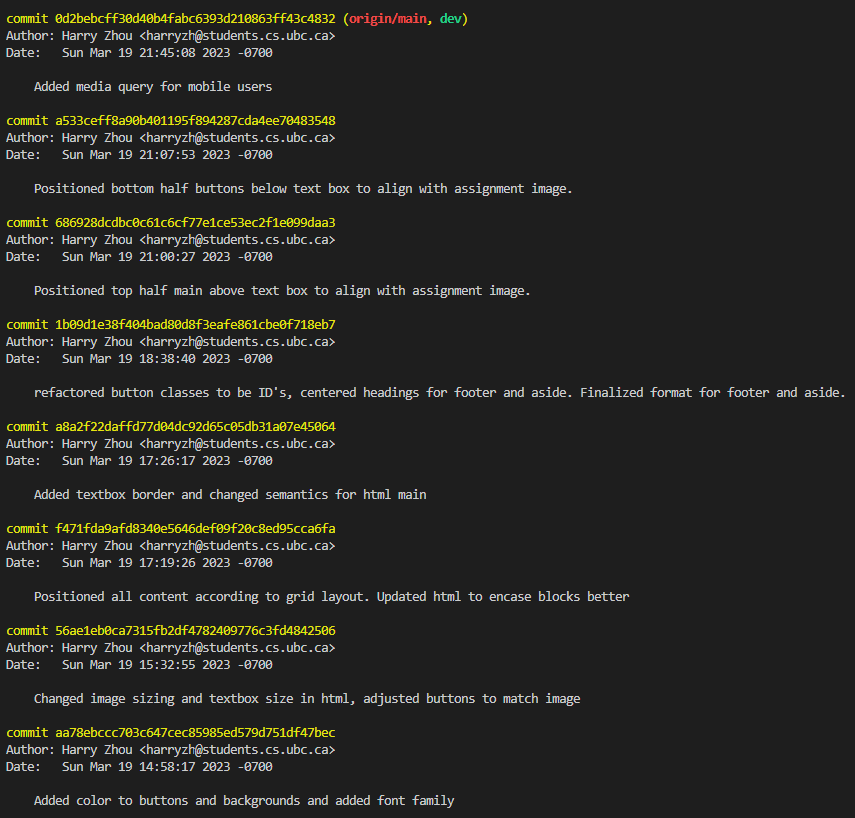 commit 0d2bebcff30d40b4fabc6393d210863ff43c4832 (origin/main, dev)
Author: Harry Zhou <harryzh@students.cs.ubc.ca>
Date:   Sun Mar 19 21:45:08 2023 -0700
Added media query for mobile users
commit a533ceff8a90b401195f894287cda4ee70483548
Author: Harry Zhou <harryzh@students.cs.ubc.ca>
Date:   Sun Mar 19 21:07:53 2023 -0700
Positioned bottom half buttons below text box to align with assignment image.
commit 686928dcdbc0c61c6cf77e1ce53ec2f1e099daa3
Author: Harry Zhou <harryzh@students.cs.ubc.ca>
Date:   Sun Mar 19 21:00:27 2023 -0700
Positioned top half main above text box to align with assignment image.
commit 1b09d1e38f404bad80d8f3eafe861cbe0f718eb7
Author: Harry Zhou <harryzh@students.cs.ubc.ca>
Date:   Sun Mar 19 18:38:40 2023 -0700
refactored button classes to be ID's, centered headings for footer and aside. Finalized format for footer and aside.
commit a8a2f22daffd77d04dc92d65c05db31a07e45064
Author: Harry Zhou <harryzh@students.cs.ubc.ca>
Date:   Sun Mar 19 17:26:17 2023 -0700
Added textbox border and changed semantics for html main
commit f471fda9afd8340e5646def09f20c8ed95cca6fa
Author: Harry Zhou <harryzh@students.cs.ubc.ca>
Date:   Sun Mar 19 17:19:26 2023 -0700
Positioned all content according to grid layout. Updated html to encase blocks better
commit 56ae1eb0ca7315fb2df4782409776c3fd4842506
Author: Harry Zhou <harryzh@students.cs.ubc.ca>
Date:   Sun Mar 19 15:32:55 2023 -0700
Changed image sizing and textbox size in html, adjusted buttons to match image
commit aa78ebccc703c647cec85985ed579d751df47bec
Author: Harry Zhou <harryzh@students.cs.ubc.ca>
Date:   Sun Mar 19 14:58:17 2023 -0700
Added color to buttons and backgrounds and added font family